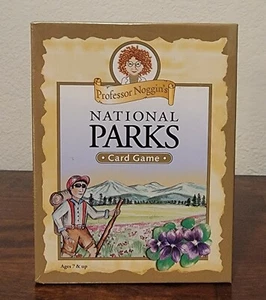 Professor Noggin's
NATIONAL
PARKS
• Card Game •
Ages 7 & up